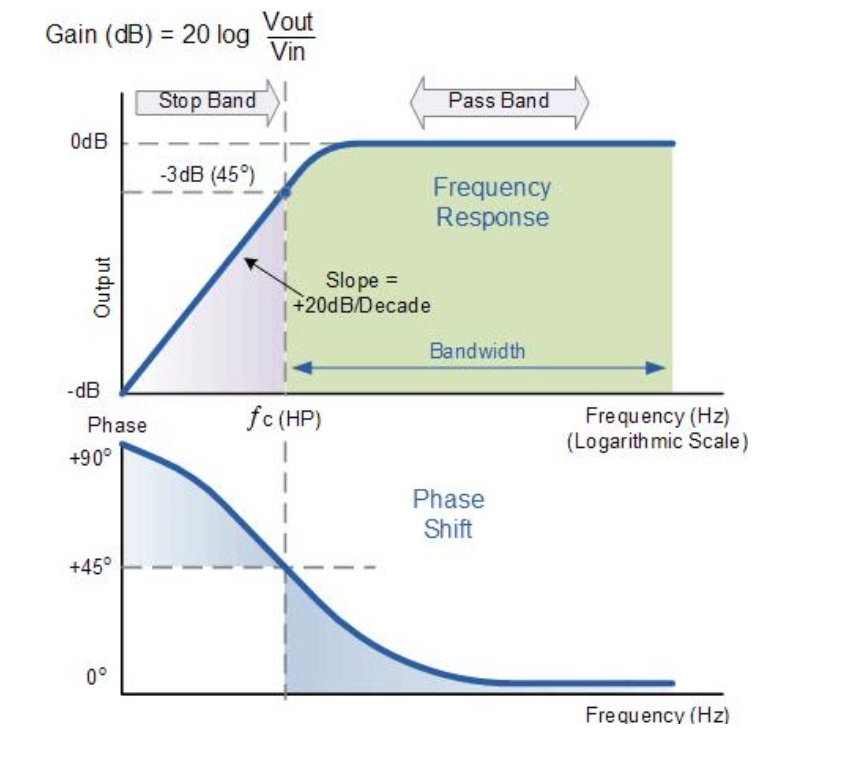 Gain (dB) = 20 log Vout
Vin
Stop Band
Pass Band
0dB
-3dB (45°)
Frequency
Response
Output
Slope =
+20dB/Decade
Bandwidth
-dB
Phase
ƒc (HP)
Frequency (Hz)
(Logarithmic Scale)
+90°
Phase
Shift
+45°
0°
Frequency (Hz)